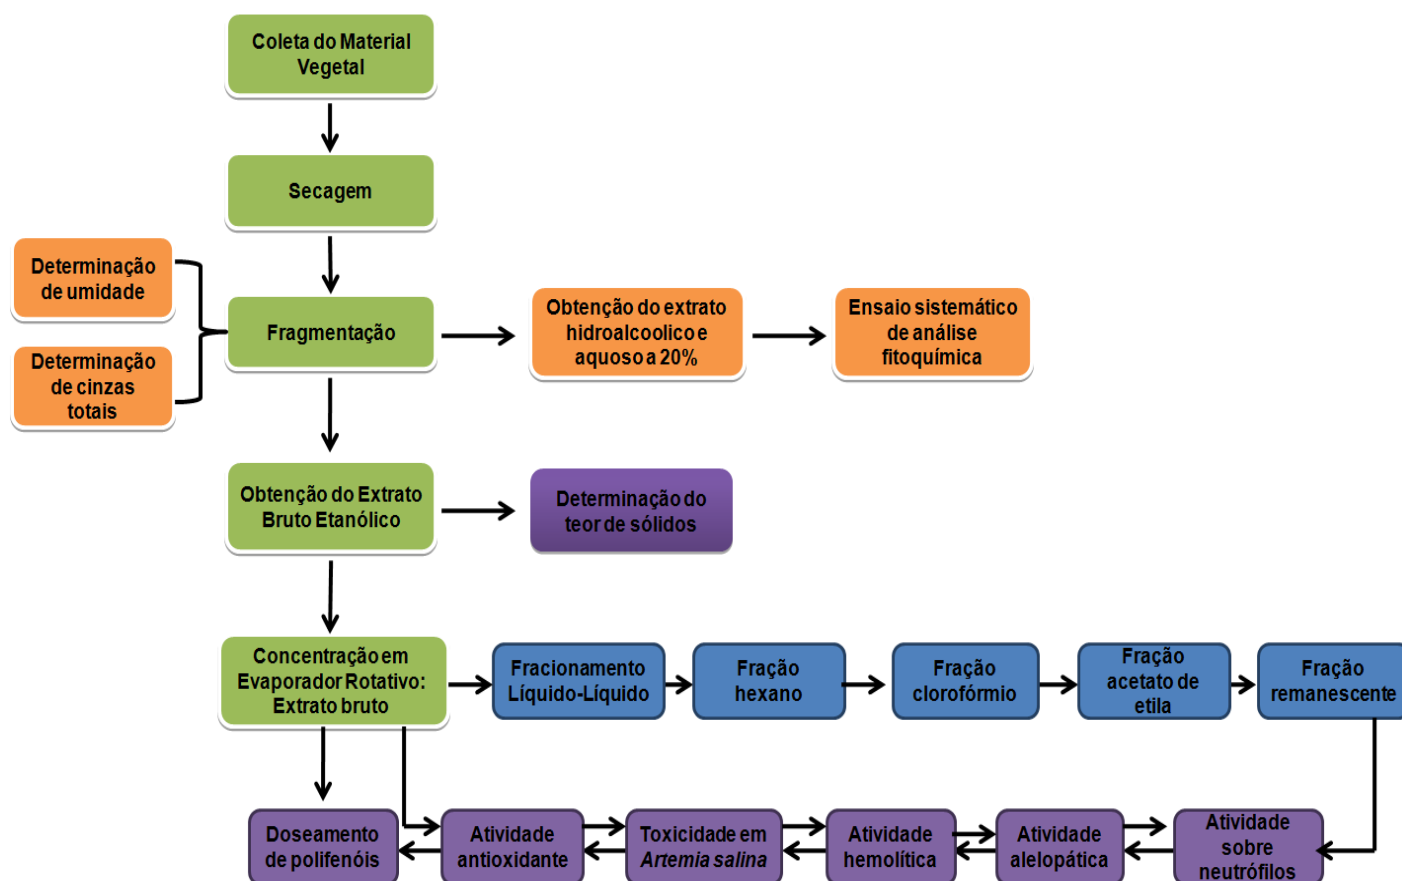 Coleta do Material
Vegetal
Secagem
Determinação
de umidade
Determinação
de cinzas
totais
Fragmentação
Obtenção do extrato
hidroalcoolico e
aquoso a 20%
Ensaio sistemático
de análise
fitoquímica
Obtenção do Extrato
Bruto Etanólico
Determinação do
teor de sólidos
Concentração em
Evaporador Rotativo:
Extrato bruto
Fracionamento
Líquido-Líquido
Fração
hexano
Fração
clorofórmio
Fração
acetato de
etila
Fração
remanescente
Doseamento
de polifenóis
Atividade
antioxidante
Toxicidade em
Artemia salina
Atividade
hemolítica
Atividade
alelopática
Atividade
sobre
neutrófilos